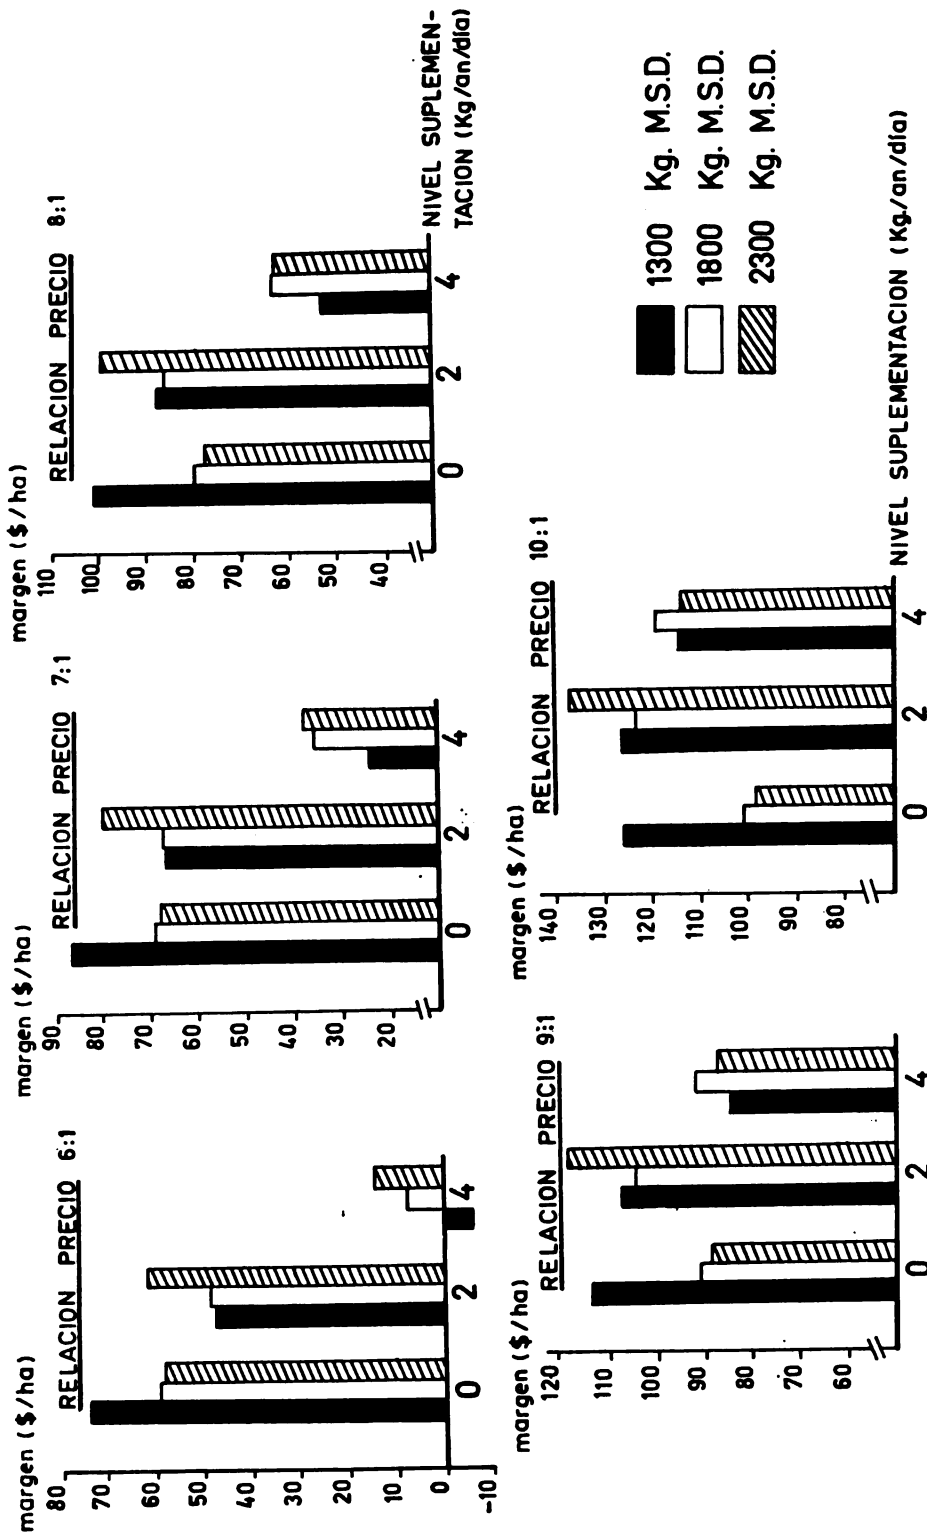 margen ($/ha)
RELACION PRECIO 6:1
80
70
60
50
40
30
20
10
0
-10
0 2 4
margen ($/ha)
RELACION PRECIO 7:1
90
80
70
60
50
40
30
20
0 2 4
margen ($/ha)
RELACION PRECIO 8:1
110
100
90
80
70
60
50
40
0 2 4
NIVEL SUPLEMEN-
TACION (Kg/an/día)
margen ($/ha)
RELACION PRECIO 9:1
120
110
100
90
80
70
60
0 2 4
margen ($/ha)
RELACION PRECIO 10:1
140
130
120
110
100
90
80
0 2 4
NIVEL SUPLEMENTACION (Kg./an/día)
1300 Kg. M.S.D.
1800 Kg. M.S.D.
2300 Kg. M.S.D.